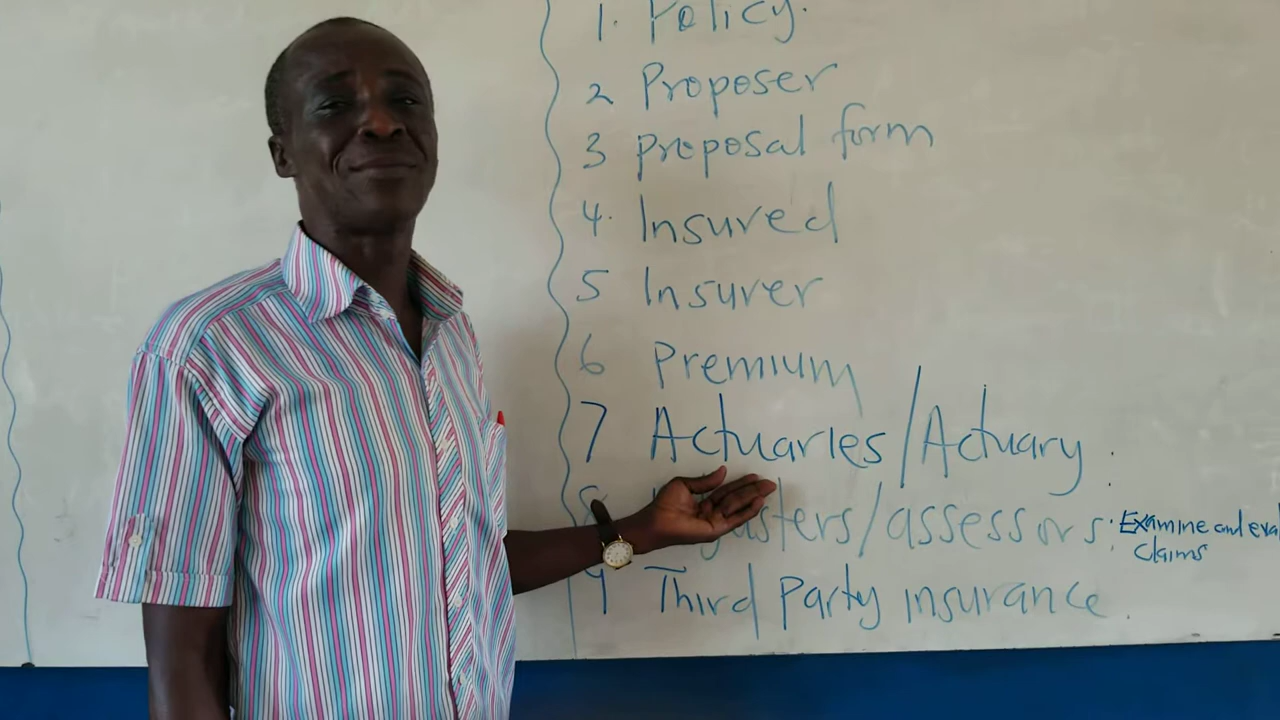 1. Policy.
2 Proposer
3 proposal form
4. Insured
5 Insurer
6 Premium
7 Actuaries/Actuary.
assessors: Examine and
claims
9 Third party insurance